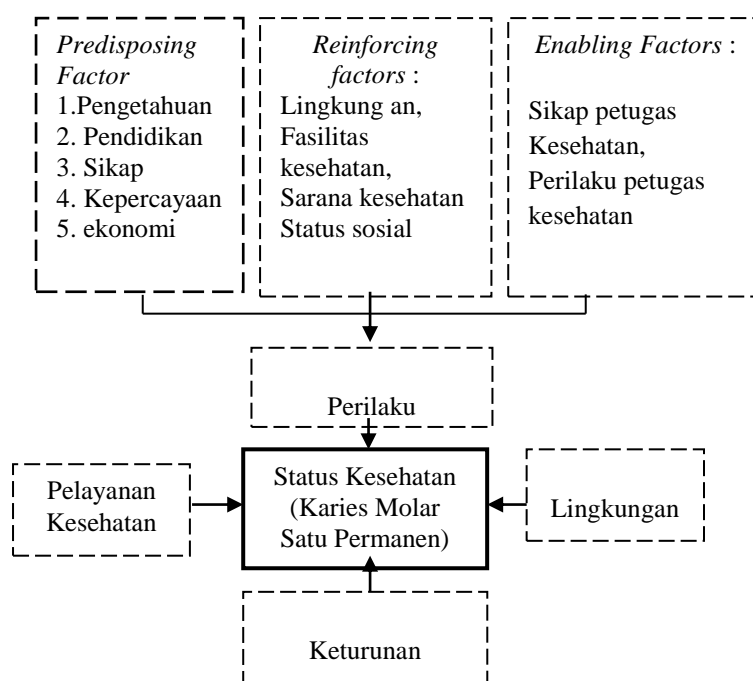 Predisposing
Factor
1.Pengetahuan
2. Pendidikan
3. Sikap
4. Kepercayaan
5. ekonomi
Reinforcing
factors :
Lingkung an,
Fasilitas
kesehatan,
Sarana kesehatan
Status sosial
Enabling Factors :
Sikap petugas
Kesehatan,
Perilaku petugas
kesehatan
Perilaku
Pelayanan
Kesehatan
Status Kesehatan
(Karies Molar
Satu Permanen)
Lingkungan
Keturunan